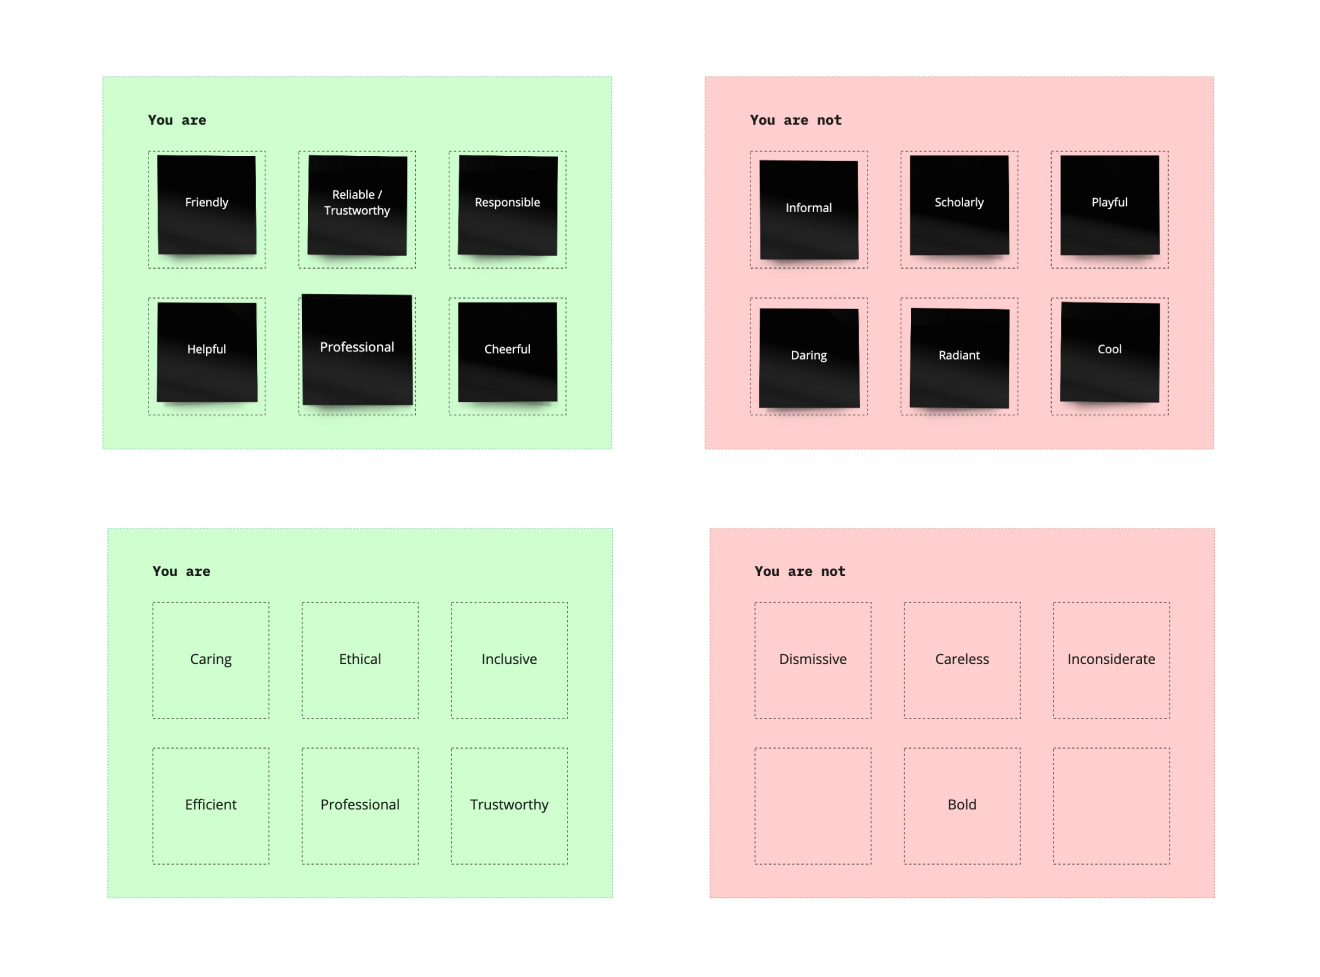 You are
Friendly
Reliable /
Trustworthy
Responsible
Helpful
Professional
Cheerful
You are not
Informal
Scholarly
Playful
Daring
Radiant
Cool
You are
Caring
Ethical
Inclusive
Efficient
Professional
Trustworthy
You are not
Dismissive
Careless
Inconsiderate
Bold